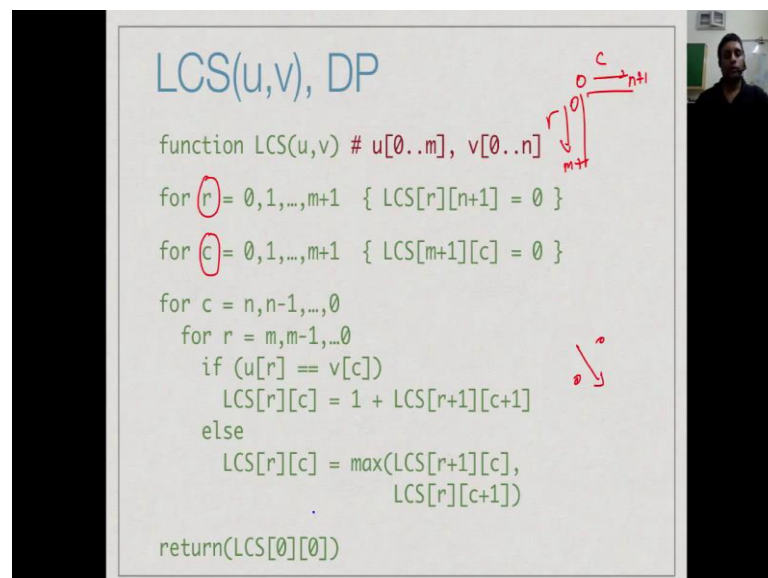 LCS(u,v), DP
c
0 n+1
0
r
m+1
function LCS(u,v) # u[0..m], v[0..n]
for r = 0,1,…,m+1 { LCS[r][n+1] = 0 }
for c = 0,1,…,m+1 { LCS[m+1][c] = 0 }
for c = n,n-1,…,0
for r = m,m-1,…0
if (u[r] == v[c])
LCS[r][c] = 1 + LCS[r+1][c+1]
else
LCS[r][c] = max(LCS[r+1][c],
LCS[r][c+1])
return(LCS[0][0])